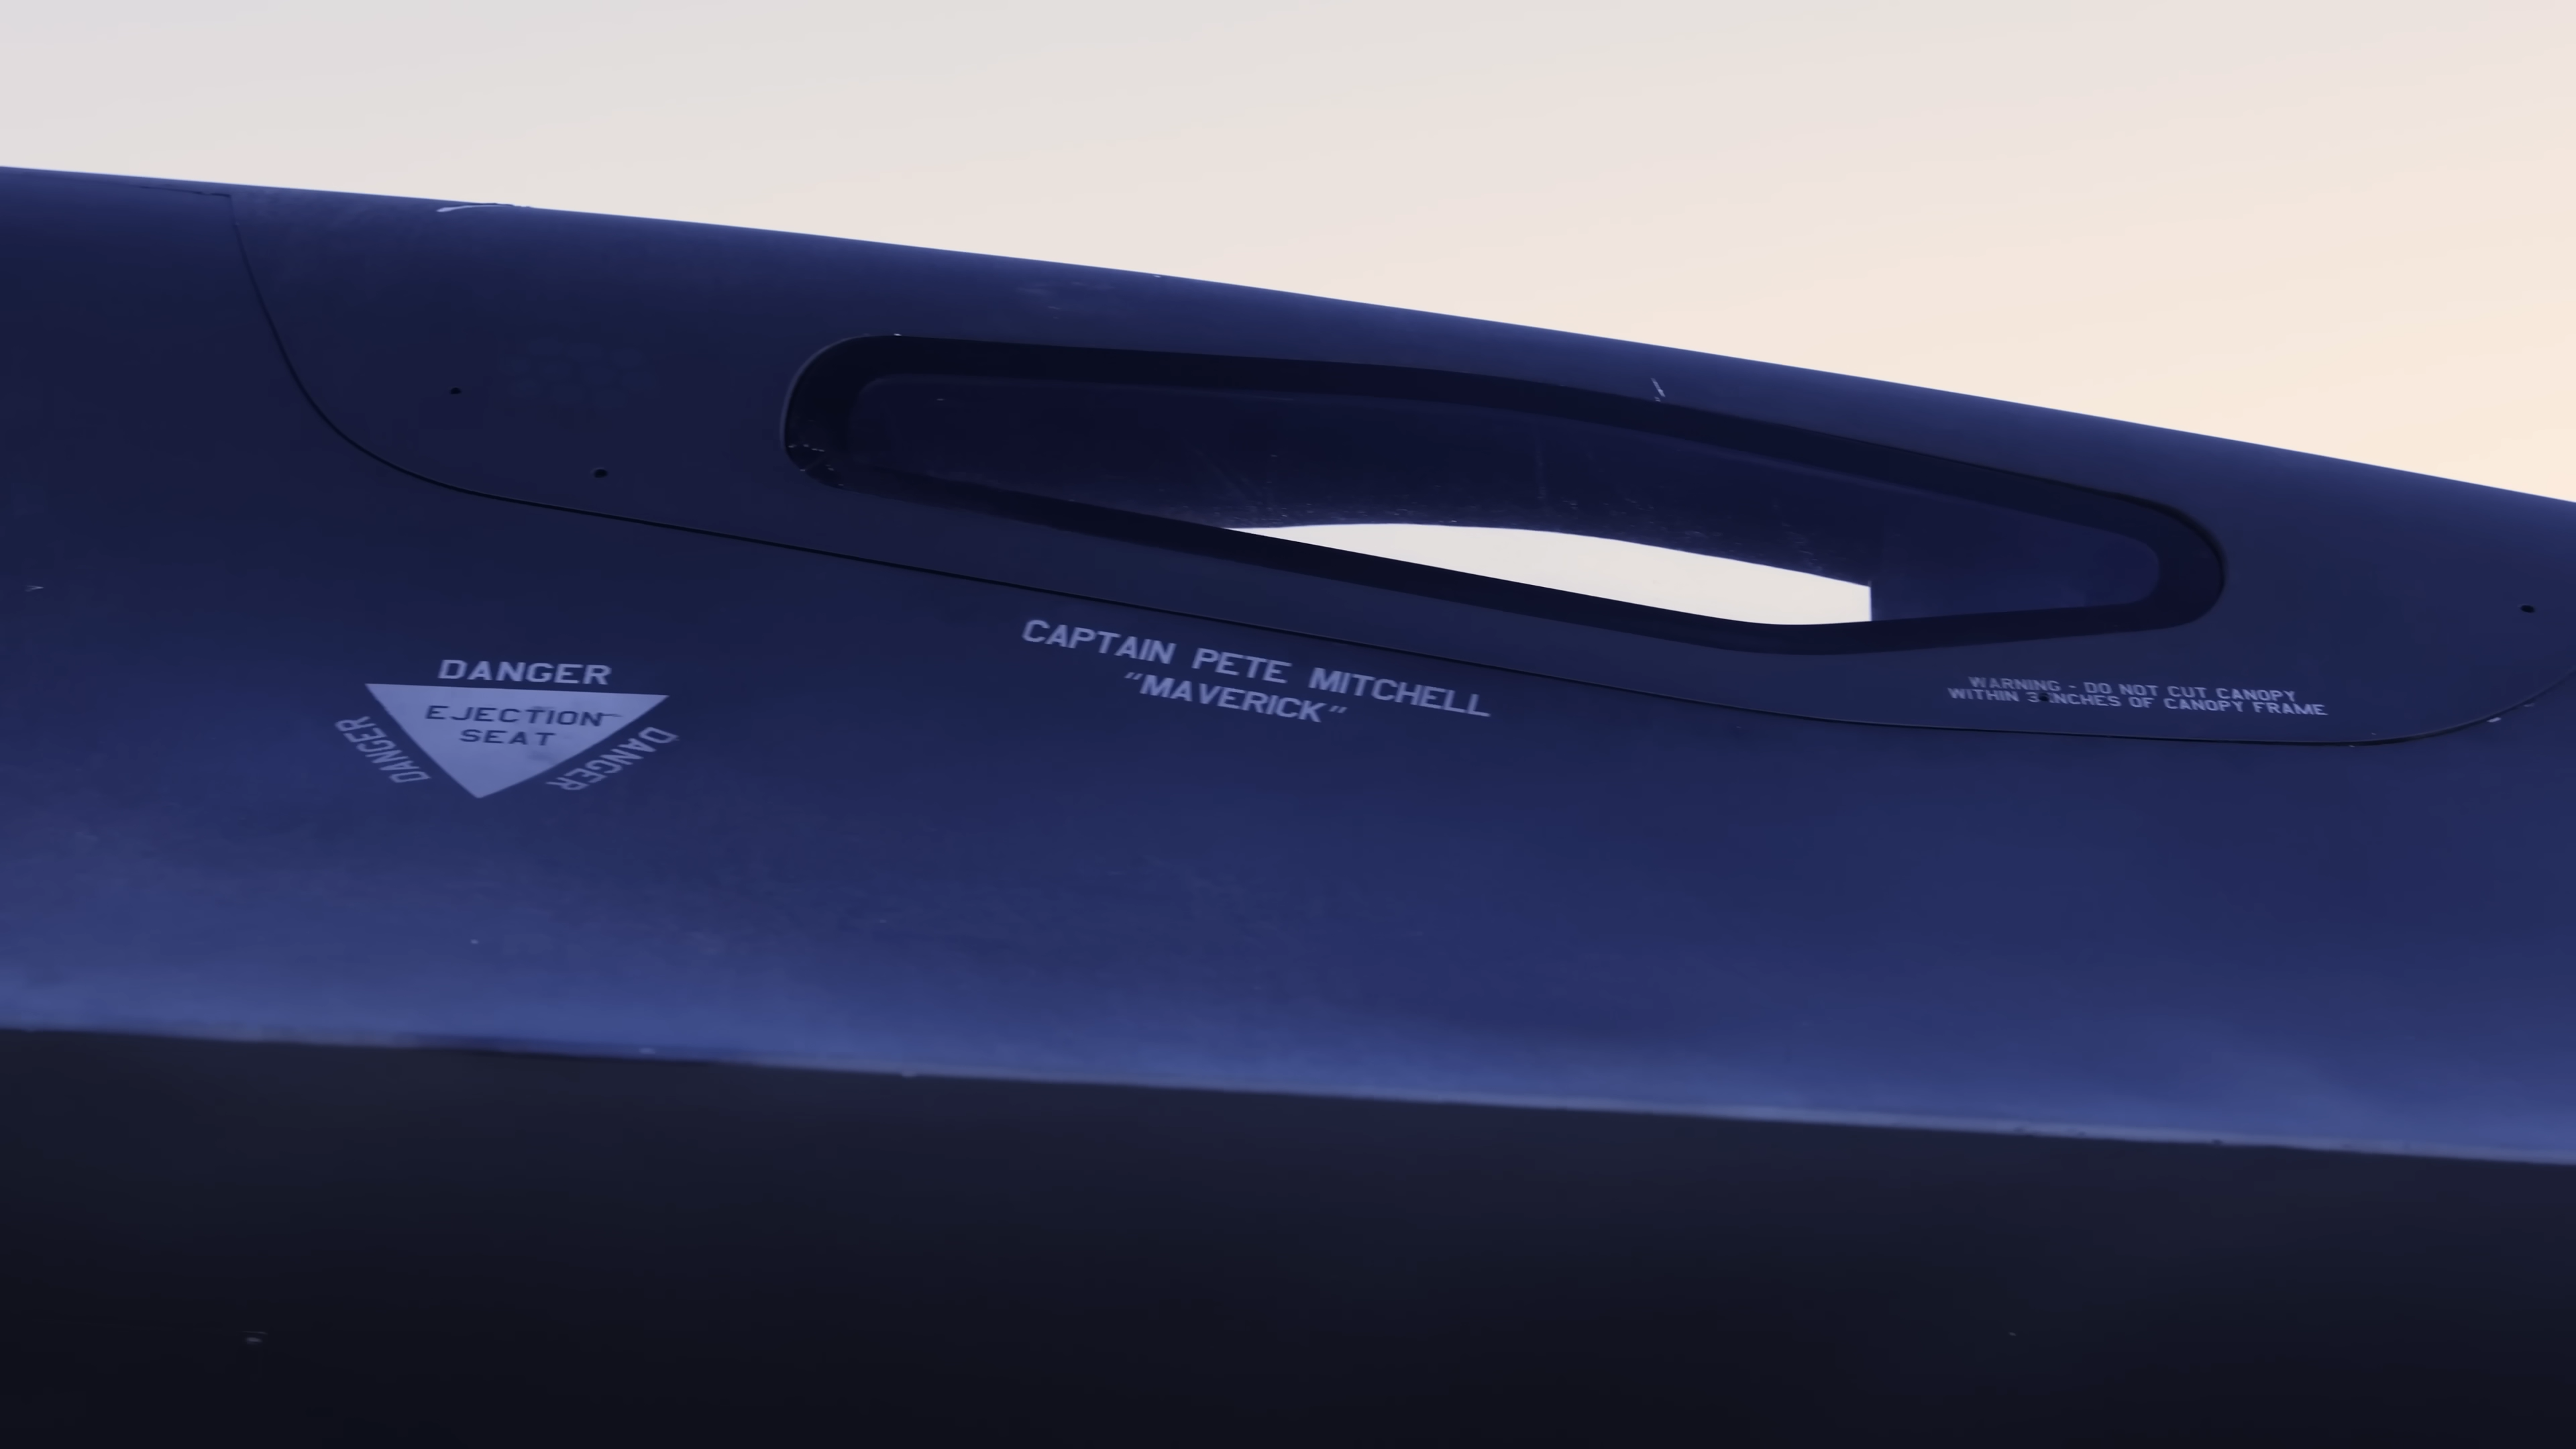 DANGER
EJECTION
SEAT
DANGER
DANGER
CAPTAIN PETE MITCHELL
"MAVERICK"
WARNING - DO NOT CUT CANOPY
WITHIN 3 INCHES OF CANOPY FRAME